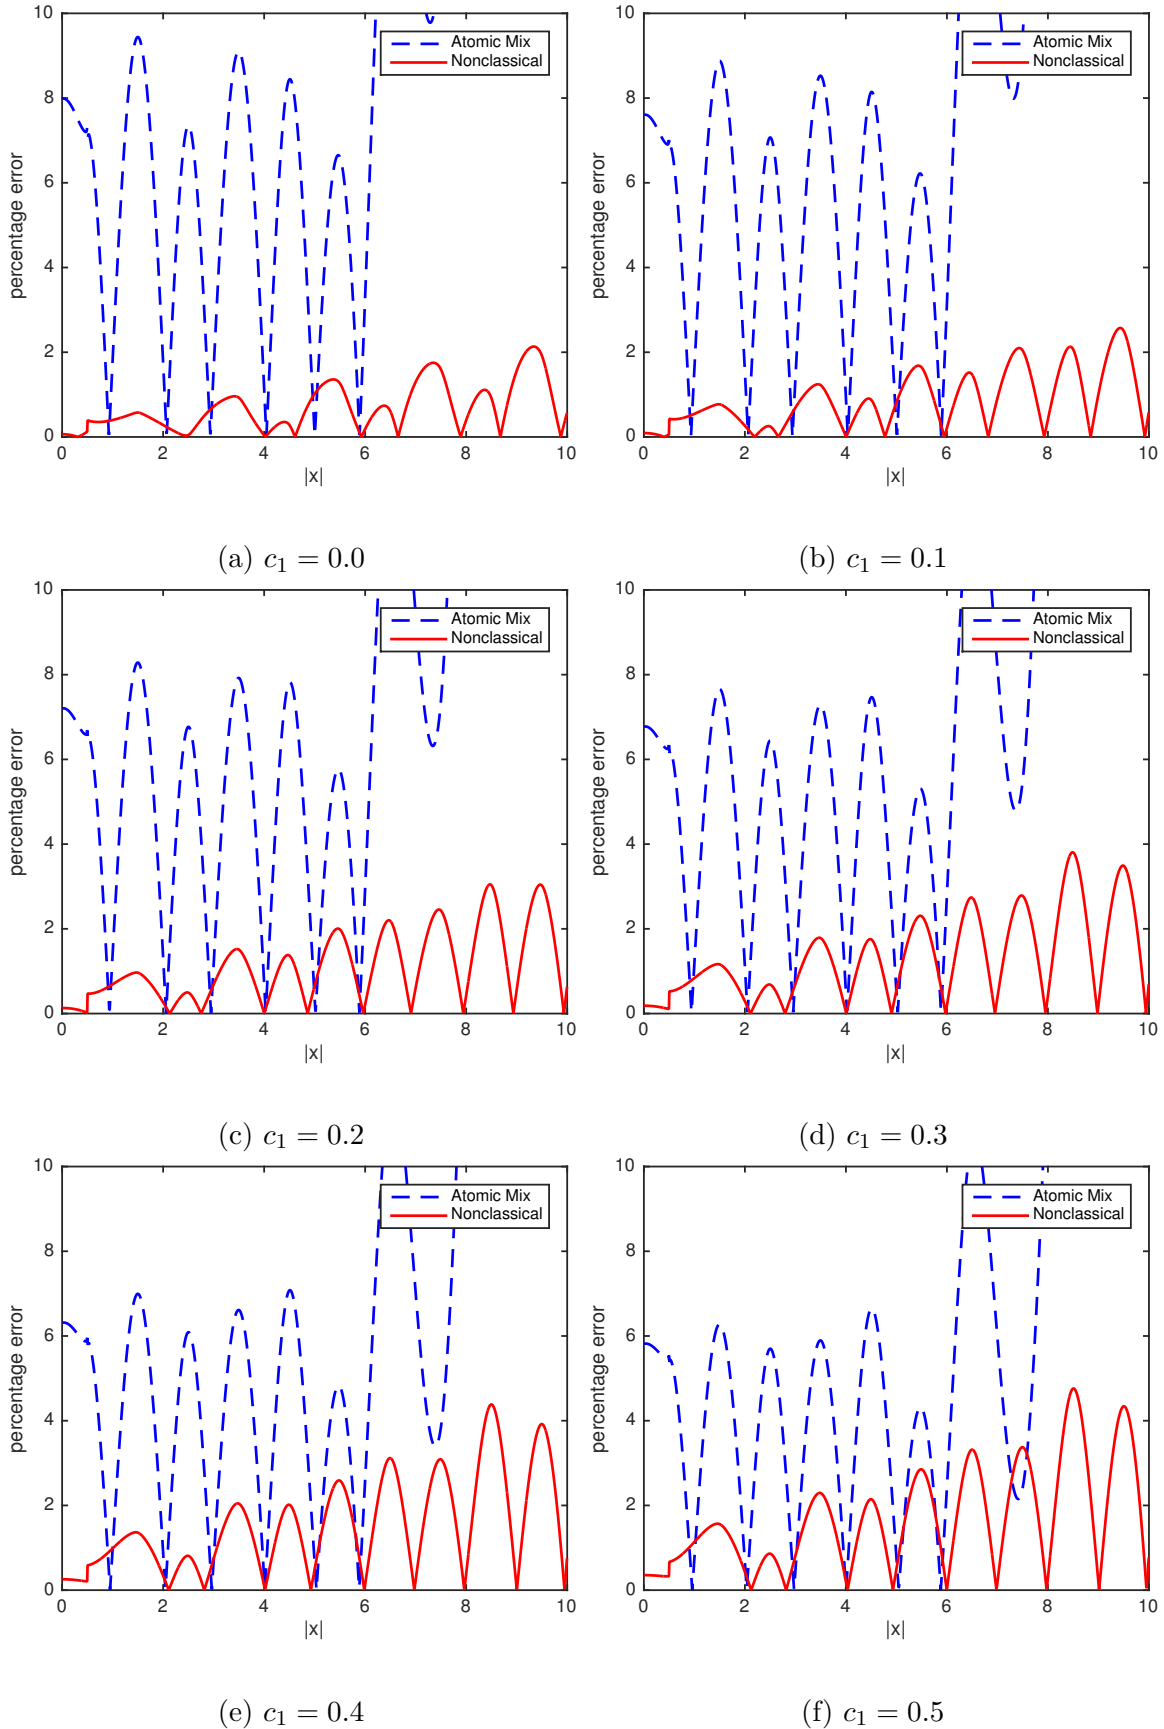 10
8
6
4
2
0
percentage error
0 2 4 6 8 10
|x|
Atomic Mix
Nonclassical
(a) c₁ = 0.0
10
8
6
4
2
0
percentage error
0 2 4 6 8 10
|x|
Atomic Mix
Nonclassical
(b) c₁ = 0.1
10
8
6
4
2
0
percentage error
0 2 4 6 8 10
|x|
Atomic Mix
Nonclassical
(c) c₁ = 0.2
10
8
6
4
2
0
percentage error
0 2 4 6 8 10
|x|
Atomic Mix
Nonclassical
(d) c₁ = 0.3
10
8
6
4
2
0
percentage error
0 2 4 6 8 10
|x|
Atomic Mix
Nonclassical
(e) c₁ = 0.4
10
8
6
4
2
0
percentage error
0 2 4 6 8 10
|x|
Atomic Mix
Nonclassical
(f) c₁ = 0.5